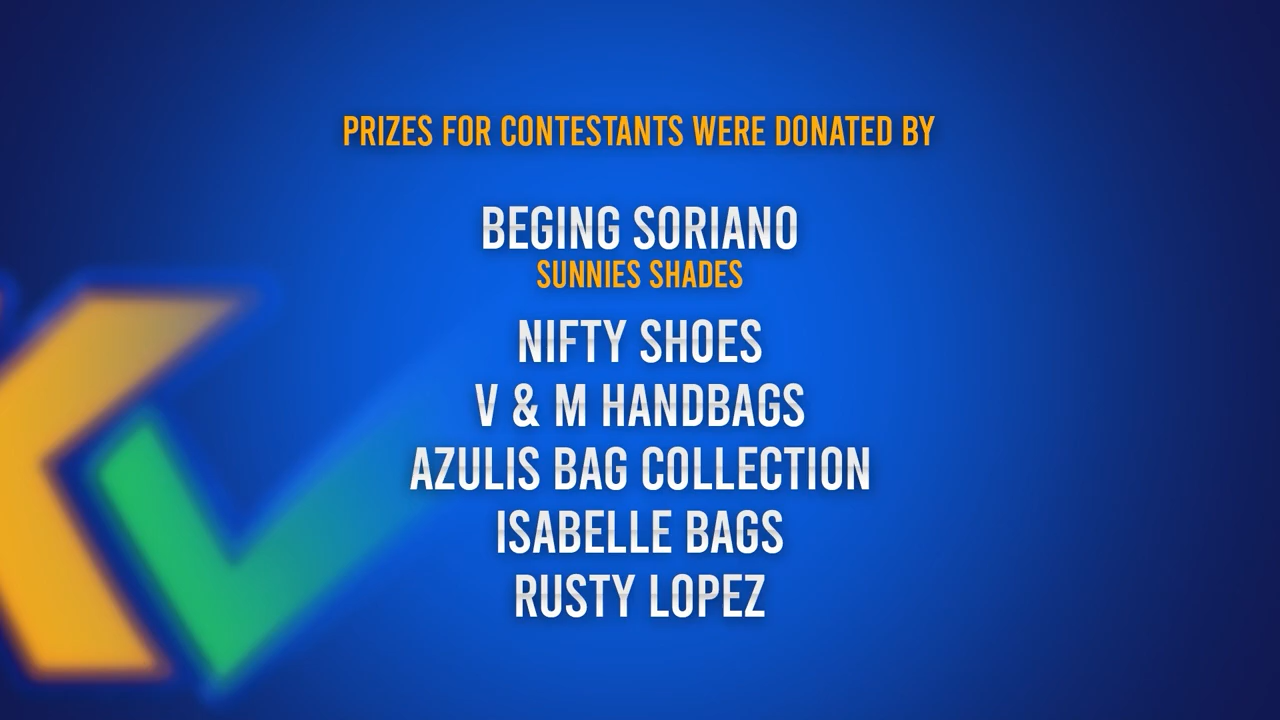 PRIZES FOR CONTESTANTS WERE DONATED BY
BEGING SORIANO
SUNNIES SHADES
NIFTY SHOES
V & M HANDBAGS
AZULIS BAG COLLECTION
ISABELLE BAGS
RUSTY LOPEZ